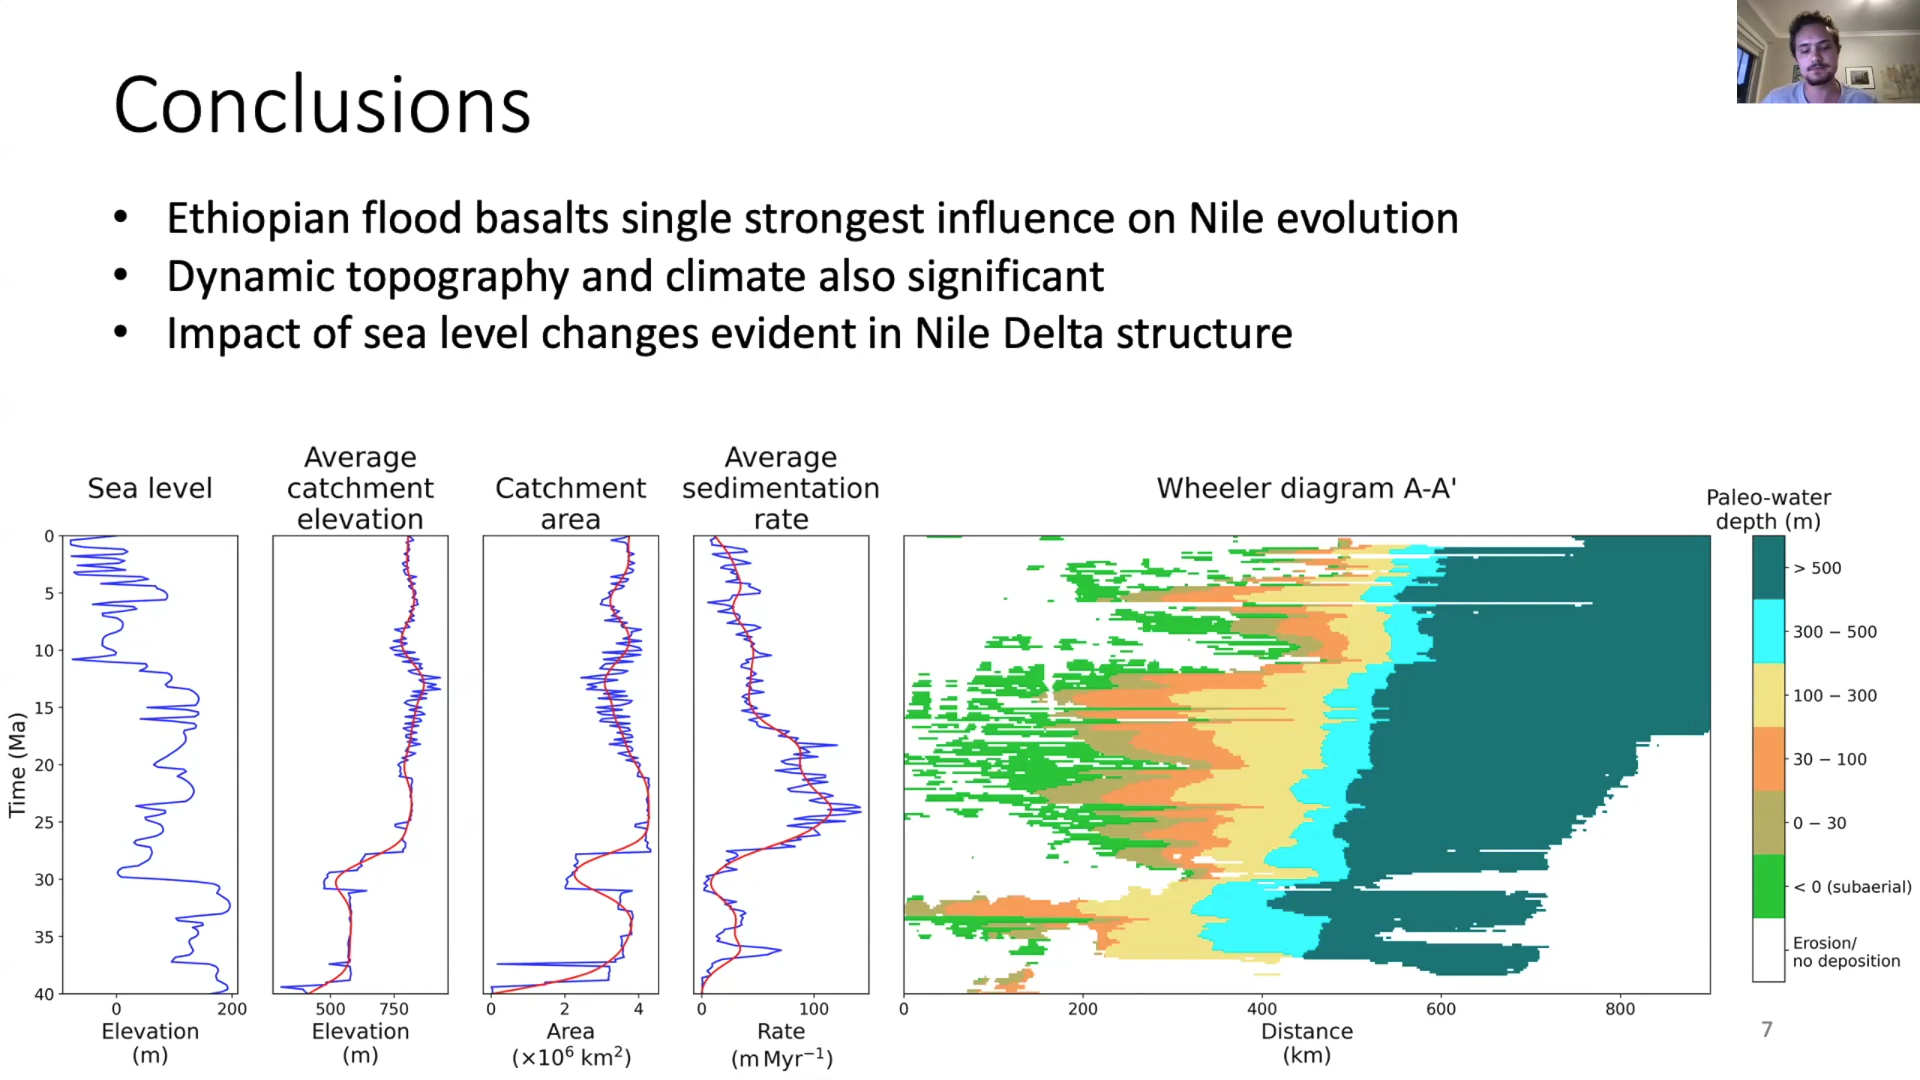 Conclusions
• Ethiopian flood basalts single strongest influence on Nile evolution
• Dynamic topography and climate also significant
• Impact of sea level changes evident in Nile Delta structure
Sea level
Average
catchment
elevation
Catchment
area
Average
sedimentation
rate
Wheeler diagram A-A'
Paleo-water
depth (m)
Time (Ma)
0
5
10
15
20
25
30
35
40
0 200
Elevation
(m)
500 750
Elevation
(m)
0 2 4
Area
(×10⁶ km²)
0 100
Rate
(m Myr⁻¹)
0 200 400 600 800
Distance
(km)
> 500
300 − 500
100 − 300
30 − 100
0 − 30
< 0 (subaerial)
Erosion/
no deposition
7